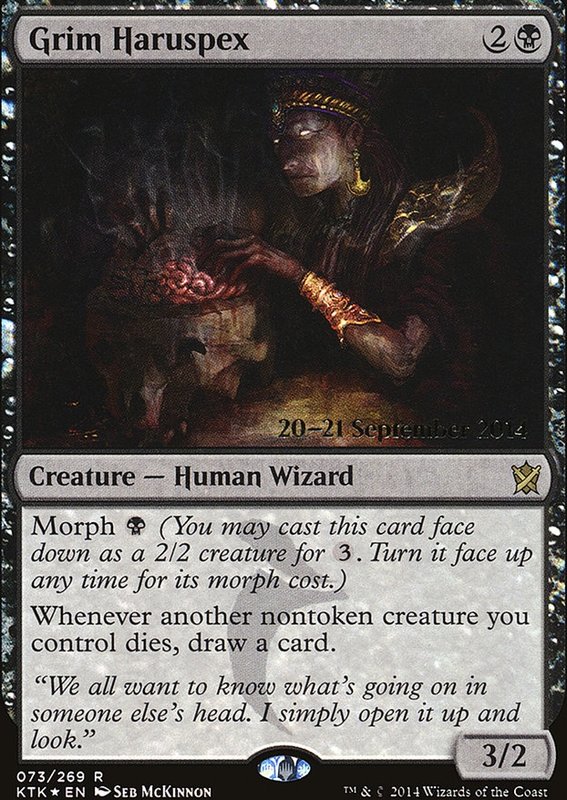 Grim Haruspex 2
20–21 September 2014
Creature — Human Wizard
Morph (You may cast this card face
down as a 2/2 creature for 3. Turn it face up
any time for its morph cost.)
Whenever another nontoken creature you
control dies, draw a card.
“We all want to know what’s going on in
someone else’s head. I simply open it up and
look.”
3/2
073/269 R
KTK★EN Seb McKinnon
™ & © 2014 Wizards of the Coast